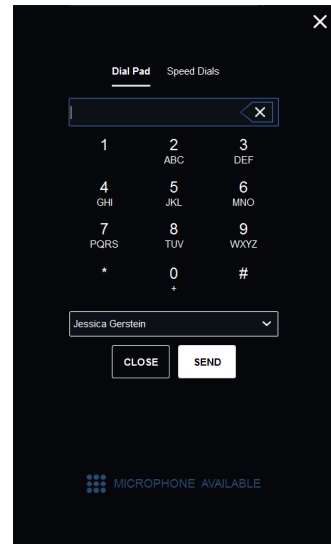 Dial Pad Speed Dials
1 2 3
ABC DEF
4 5 6
GHI JKL MNO
7 8 9
PQRS TUV WXYZ
* 0 #
+
Jessica Gerstein
CLOSE SEND
MICROPHONE AVAILABLE